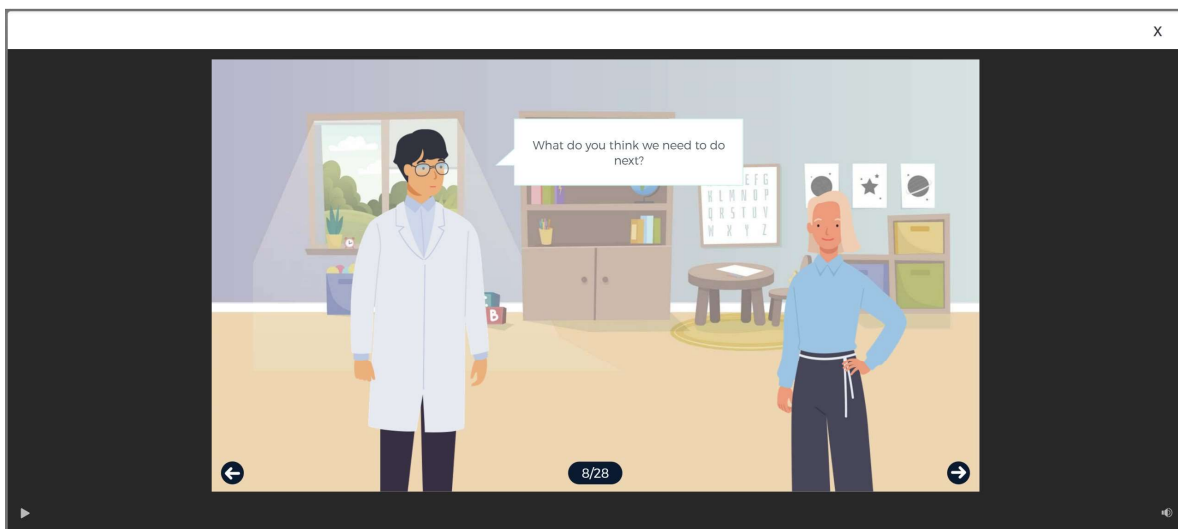 X
What do you think we need to do
next?
E F G
K L M N O P
Q R S T U V
W X Y Z
B
8/28